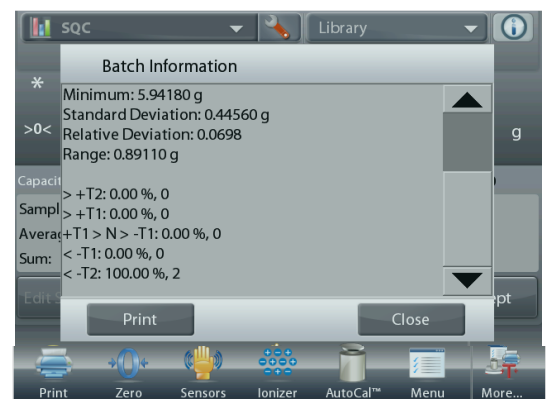 SQC
Library
Batch Information
*
>0<
g
Minimum: 5.94180 g
Standard Deviation: 0.44560 g
Relative Deviation: 0.0698
Range: 0.89110 g
> +T2: 0.00 %, 0
> +T1: 0.00 %, 0
+T1 > N > -T1: 0.00 %, 0
< -T1: 0.00 %, 0
< -T2: 100.00 %, 2
Sum:
Print
Close
Print
Zero
Sensors
Ionizer
AutoCal™
Menu
More...